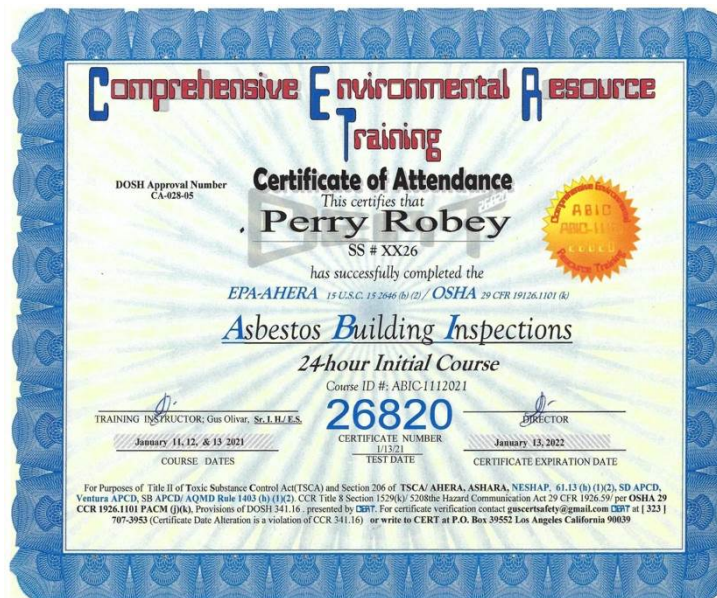 Comprehensive Environmental Resource
Training
DOSH Approval Number
CA-028-05
Certificate of Attendance
This certifies that
Perry Robey
SS # XX26
has successfully completed the
EPA-AHERA 15 U.S.C. 15 2646 (b) (2) / OSHA 29 CFR 19126.1101 (k)
Asbestos Building Inspections
24-hour Initial Course
Course ID #: ABIC1112021
26820
TRAINING INSTRUCTOR; Gus Olivar, Sr. I. H./ E.S.
DIRECTOR
CERTIFICATE NUMBER
January 11, 12, & 13 2021
1/13/21
January 13, 2022
COURSE DATES
TEST DATE
CERTIFICATE EXPIRATION DATE
For Purposes of Title II of Toxic Substance Control Act(TSCA) and Section 206 of TSCA/ AHERA, ASHARA, NESHAP, 61.13 (h) (1)(2), SD APCD,
Ventura APCD, SB APCD/ AQMD Rule 1403 (h) (1)(2). CCR Title 8 Section 1529(k)/ 5208the Hazard Communication Act 29 CFR 1926.59/ per OSHA 29
CCR 1926.1101 PACM (j)(k), Provisions of DOSH 341.16 . presented by CERT. For certificate verification contact guscertsafety@gmail.com CERT at [ 323 ]
707-3953 (Certificate Date Alteration is a violation of CCR 341.16) or write to CERT at P.O. Box 39552 Los Angeles California 90039
Comprehensive Environmental
ABIC
Resource Training
CERT
26820